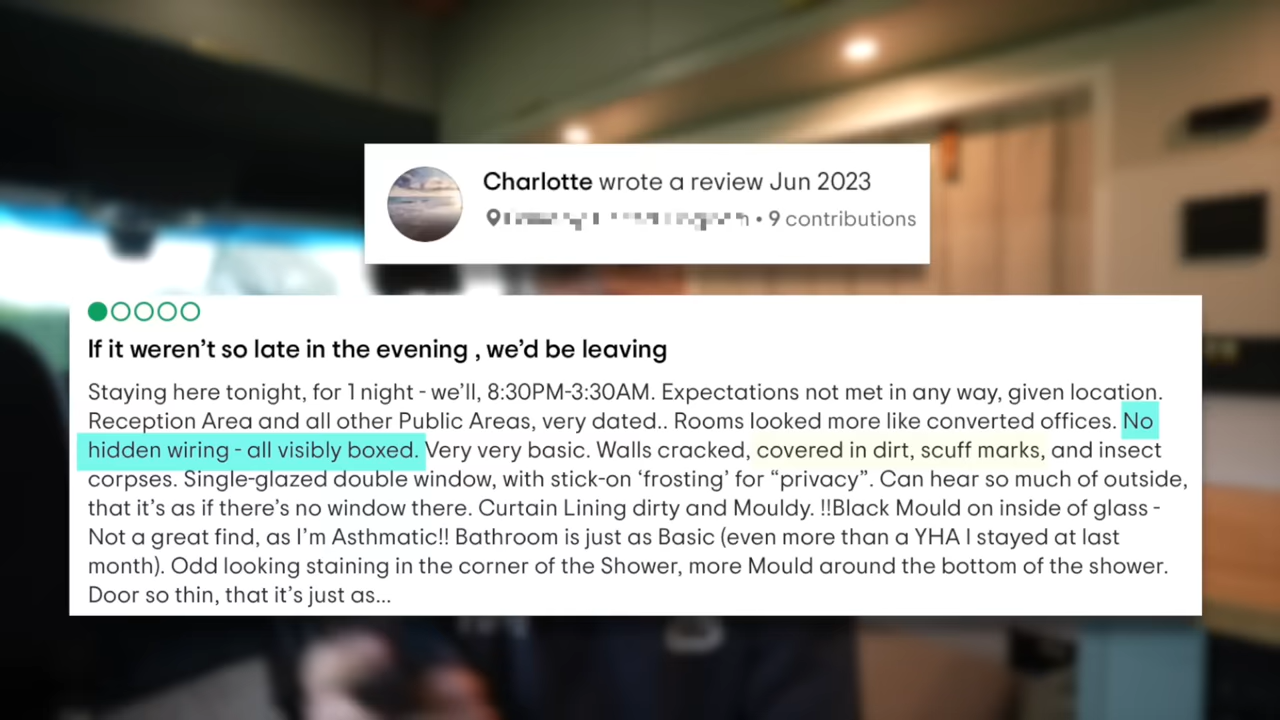 Charlotte wrote a review Jun 2023
• 9 contributions
If it weren't so late in the evening , we'd be leaving
Staying here tonight, for 1 night - we'll, 8:30PM-3:30AM. Expectations not met in any way, given location.
Reception Area and all other Public Areas, very dated.. Rooms looked more like converted offices. No
hidden wiring - all visibly boxed. Very very basic. Walls cracked, covered in dirt, scuff marks, and insect
corpses. Single-glazed double window, with stick-on ‘frosting’ for “privacy”. Can hear so much of outside,
that it's as if there's no window there. Curtain Lining dirty and Mouldy. !!Black Mould on inside of glass -
Not a great find, as I'm Asthmatic!! Bathroom is just as Basic (even more than a YHA I stayed at last
month). Odd looking staining in the corner of the Shower, more Mould around the bottom of the shower.
Door so thin, that it's just as...